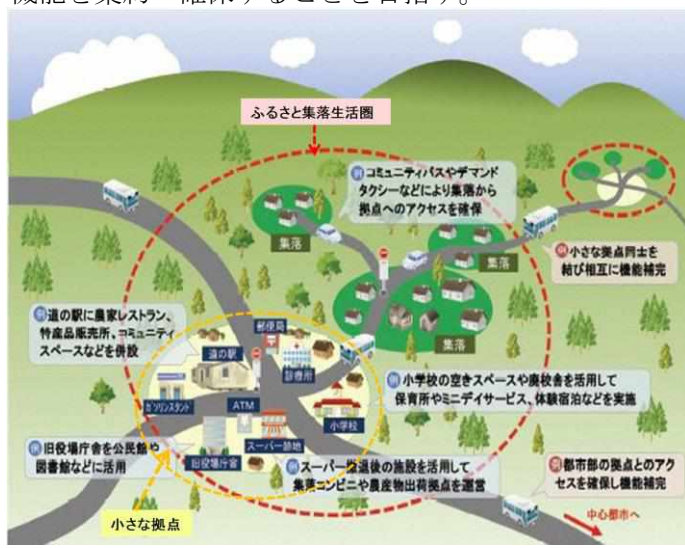 機能を集約・確保することを目指す。
ふるさと集落生活圏
例 コミュニティバスやデマンド
タクシーなどにより集落から
拠点へのアクセスを確保
集落
集落
例 小さな拠点同士を
結び相互に機能補完
集落
例 道の駅に農家レストラン、
特産品販売所、コミュニティ
スペースなどを併設
郵便局
道の駅
診療所
例 小学校の空きスペースや廃校舎を活用して
保育所やミニデイサービス、体験宿泊などを実施
ガソリンスタンド
ATM
小学校
スーパー跡地
例 旧役場庁舎を公民館や
図書館などに活用
旧役場庁舎
例 スーパー撤退後の施設を活用して
集落コンビニや農産物出荷拠点を運営
例 都市部の拠点とのアク
セスを確保し機能補完
小さな拠点
中心都市へ